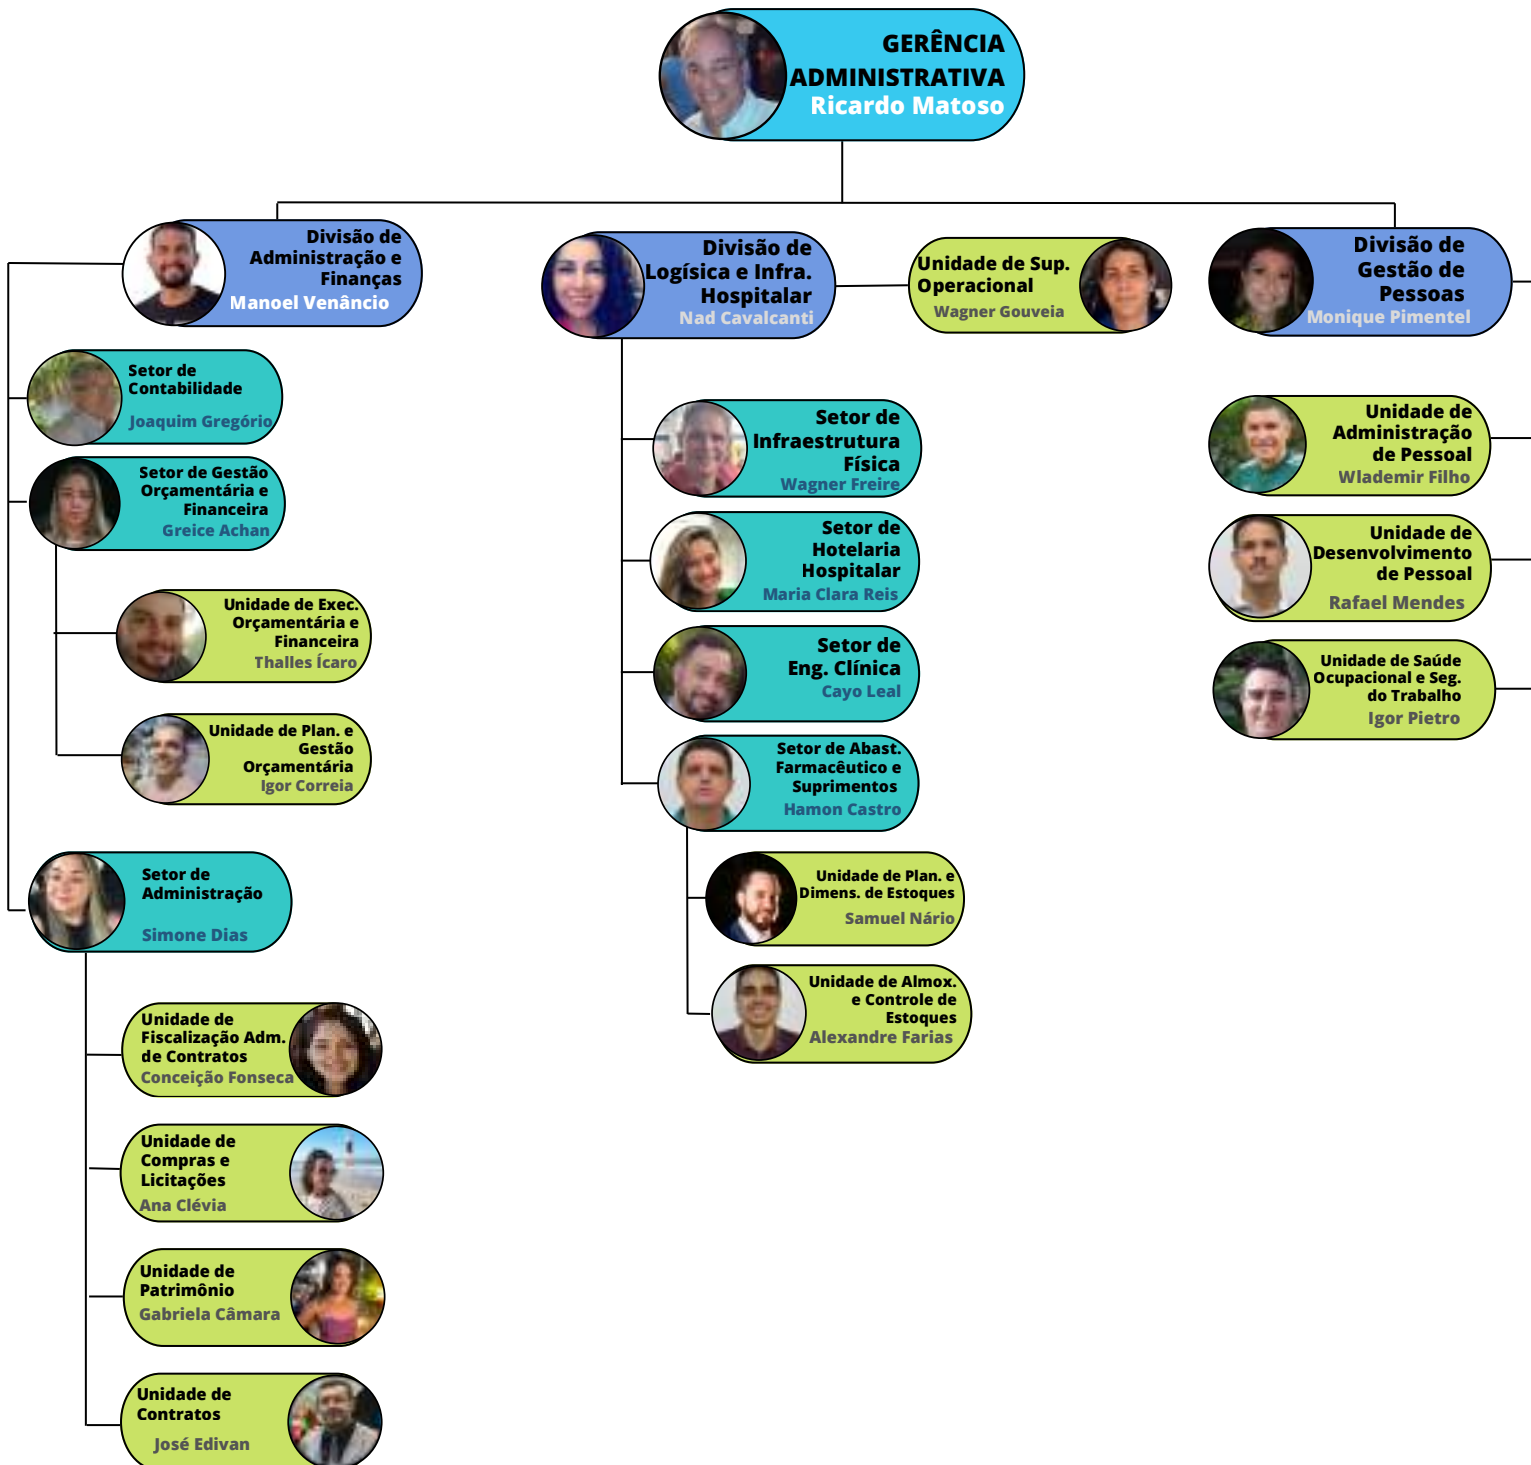 GERÊNCIA
ADMINISTRATIVA
Ricardo Matoso
Divisão de
Administração e
Finanças
Manoel Venâncio
Setor de
Contabilidade
Joaquim Gregório
Setor de Gestão
Orçamentária e
Financeira
Greice Achan
Unidade de Exec.
Orçamentária e
Financeira
Thalles Ícaro
Unidade de Plan. e
Gestão
Orçamentária
Igor Correia
Setor de
Administração
Simone Dias
Unidade de
Fiscalização Adm.
de Contratos
Conceição Fonseca
Unidade de
Compras e
Licitações
Ana Clévia
Unidade de
Patrimônio
Gabriela Câmara
Unidade de
Contratos
José Edivan
Divisão de
Logísica e Infra.
Hospitalar
Nad Cavalcanti
Unidade de Sup.
Operacional
Wagner Gouveia
Setor de
Infraestrutura
Física
Wagner Freire
Setor de
Hotelaria
Hospitalar
Maria Clara Reis
Setor de
Eng. Clínica
Cayo Leal
Setor de Abast.
Farmacêutico e
Suprimentos
Hamon Castro
Unidade de Plan. e
Dimens. de Estoques
Samuel Nário
Unidade de Almox.
e Controle de
Estoques
Alexandre Farias
Divisão de
Gestão de
Pessoas
Monique Pimentel
Unidade de
Administração
de Pessoal
Wlademir Filho
Unidade de
Desenvolvimento
de Pessoal
Rafael Mendes
Unidade de Saúde
Ocupacional e Seg.
do Trabalho
Igor Pietro